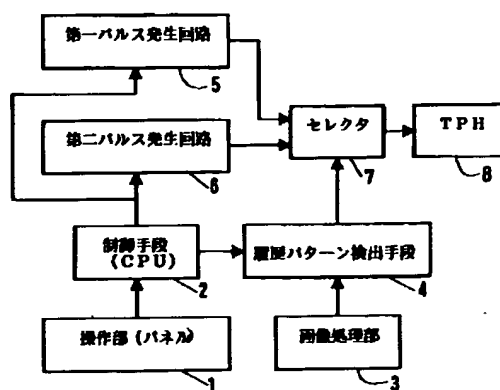 第一パルス発生回路
5
第二パルス発生回路
6
セレクタ
7
TPH
8
制御手段
(CPU)
2
履歴パターン検出手段
4
操作部(パネル)
1
画像処理部
3